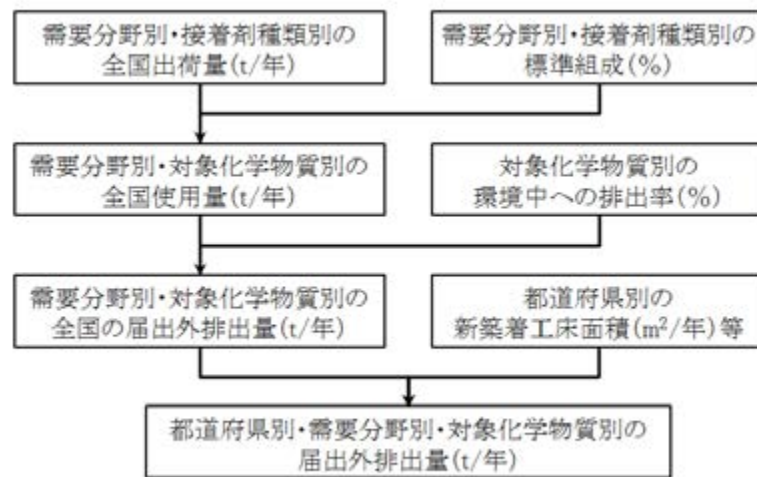 需要分野別・接着剤種類別の
全国出荷量(t/年)
需要分野別・接着剤種類別の
標準組成(%)
需要分野別・対象化学物質別の
全国使用量(t/年)
対象化学物質別の
環境中への排出率(%)
需要分野別・対象化学物質別の
全国の届出外排出量(t/年)
都道府県別の
新築着工床面積(m²/年)等
都道府県別・需要分野別・対象化学物質別の
届出外排出量(t/年)